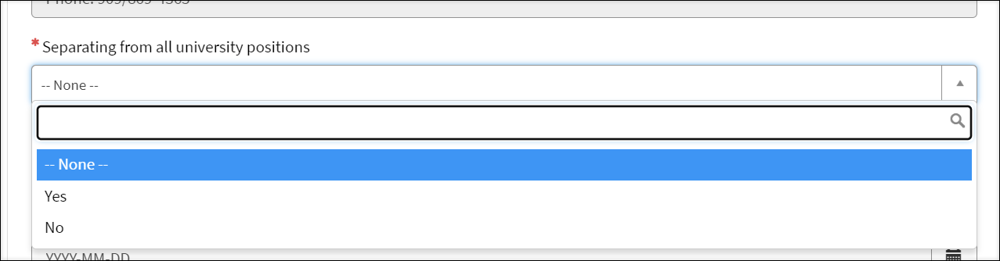 * Separating from all university positions
-- None --
-- None --
Yes
No
YYYY-MM-DD